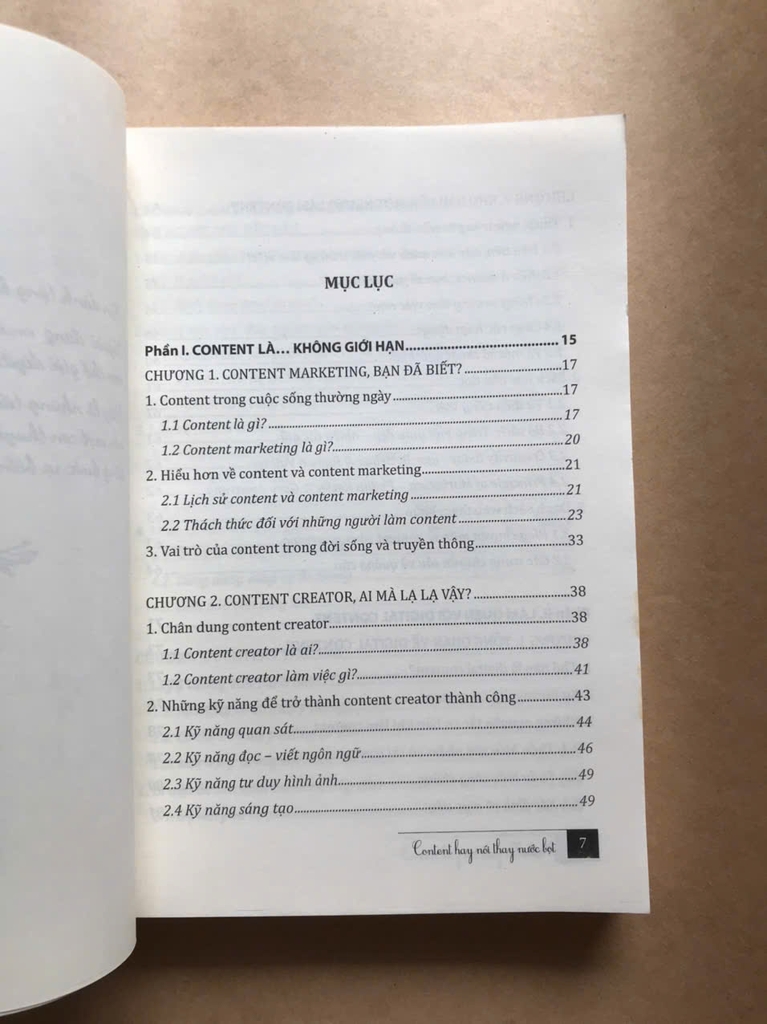 MỤC LỤC
Phần I. CONTENT LÀ... KHÔNG GIỚI HẠN.................................................. 15
CHƯƠNG 1. CONTENT MARKETING, BẠN ĐÃ BIẾT? ...............................17
1. Content trong cuộc sống thường ngày .....................................................17
1.1 Content là gì? ..............................................................................................17
1.2 Content marketing là gì?..........................................................................20
2. Hiểu hơn về content và content marketing.............................................21
2.1 Lịch sử content và content marketing .................................................21
2.2 Thách thức đối với những người làm content ...................................23
3. Vai trò của content trong đời sống và truyền thông.............................33
CHƯƠNG 2. CONTENT CREATOR, AI MÀ LẠ LẠ VẬY? ..............................38
1. Chân dung content creator..........................................................................38
1.1 Content creator là ai?................................................................................38
1.2 Content creator làm việc gì?....................................................................41
2. Những kỹ năng để trở thành content creator thành công...................43
2.1 Kỹ năng quan sát........................................................................................44
2.2 Kỹ năng đọc – viết ngôn ngữ....................................................................46
2.3 Kỹ năng tư duy hình ảnh..........................................................................49
2.4 Kỹ năng sáng tạo........................................................................................49
Content hay nói thay nước bọt 7